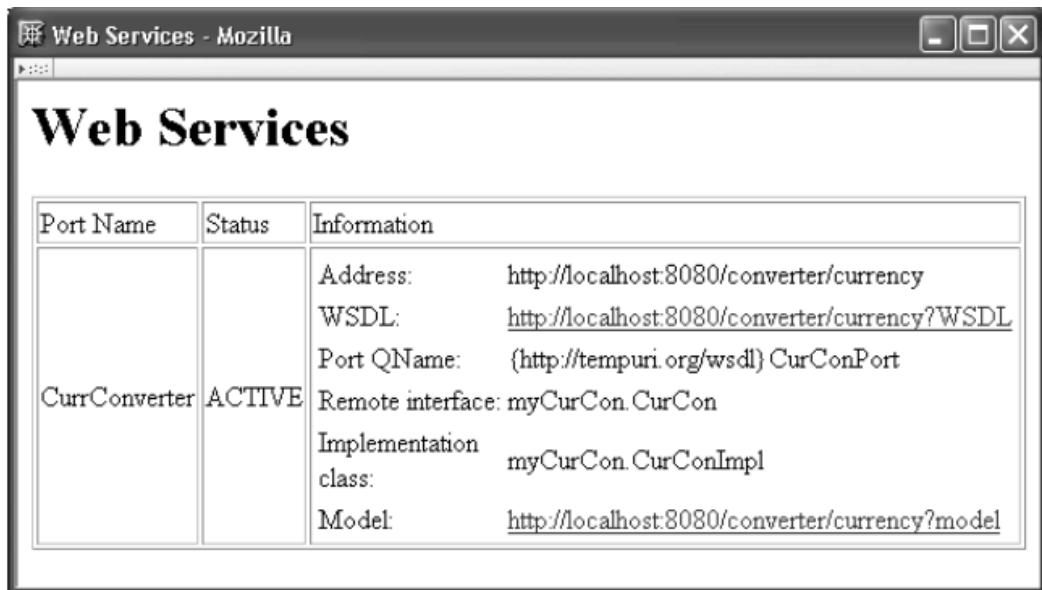 Web Services - Mozilla
Web Services
Port Name Status Information
Address: http://localhost:8080/converter/currency
WSDL: http://localhost:8080/converter/currency?WSDL
Port QName: {http://tempuri.org/wsdl}CurConPort
CurrConverter ACTIVE Remote interface: myCurCon.CurCon
Implementation
class: myCurCon.CurConImpl
Model: http://localhost:8080/converter/currency?model